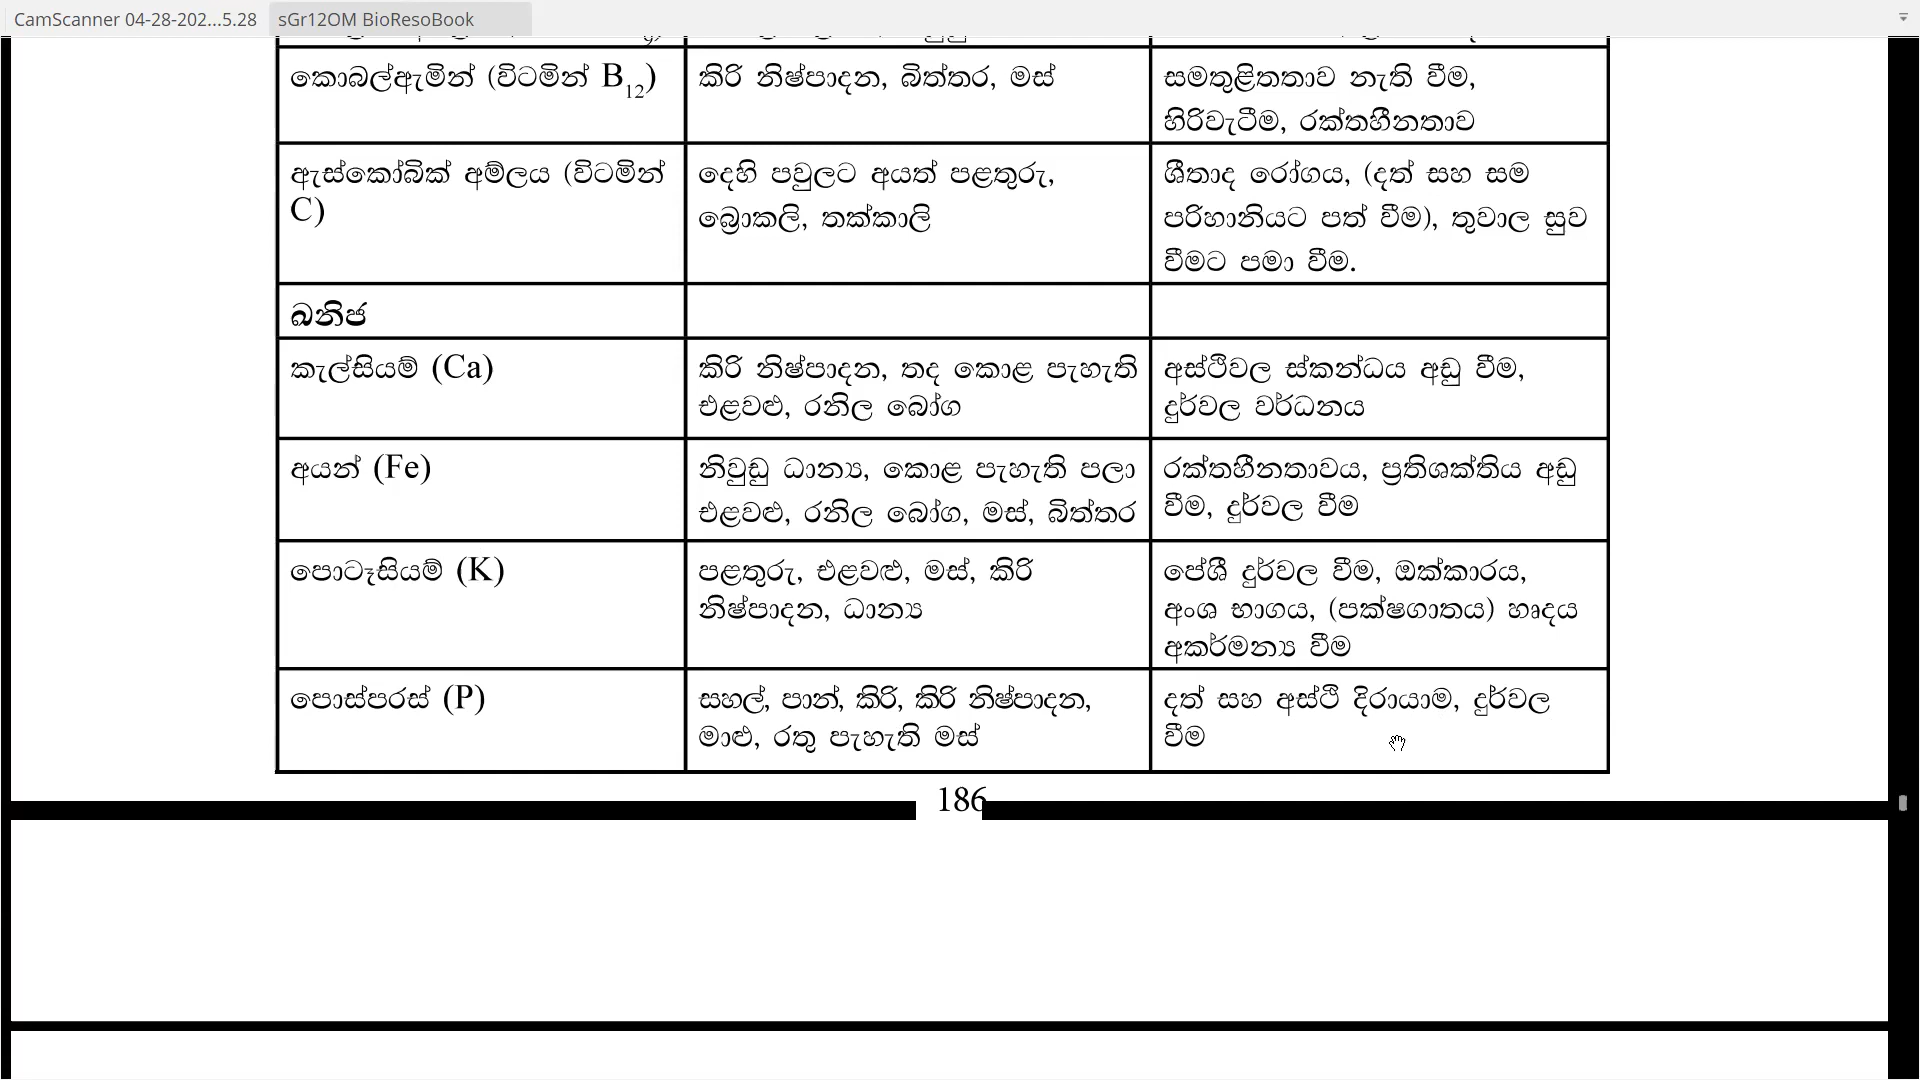 CamScanner 04-28-202...5.28
sGr12OM BioResoBook
කොබල්ඇමින් (විටමින් B12)
කිරි නිෂ්පාදන, බිත්තර, මස්
සමතුළිතතාව නැති වීම,
හිරිවැටීම, රක්තහීනතාව
ඇස්කෝබික් අම්ලය (විටමින්
C)
දෙහි පවුලට අයත් පළතුරු,
බ්‍රොකලි, තක්කාලි
ශීතාද රෝගය, (දත් සහ සම
පරිහානියට පත් වීම), තුවාල සුව
වීමට පමා වීම.
ඛනිජ
කැල්සියම් (Ca)
කිරි නිෂ්පාදන, තද කොළ පැහැති
එළවළු, රනිල බෝග
අස්ථිවල ස්කන්ධය අඩු වීම,
දුර්වල වර්ධනය
අයන් (Fe)
නිවුඩු ධාන්‍ය, කොළ පැහැති පලා
එළවළු, රනිල බෝග, මස්, බිත්තර
රක්තහීනතාවය, ප්‍රතිශක්තිය අඩු
වීම, දුර්වල වීම
පොටෑසියම් (K)
පළතුරු, එළවළු, මස්, කිරි
නිෂ්පාදන, ධාන්‍ය
පේශී දුර්වල වීම, ඔක්කාරය,
අංශ භාගය, (පක්ෂගාතය) හෘදය
අකර්මන්‍ය වීම
පොස්පරස් (P)
සහල්, පාන්, කිරි, කිරි නිෂ්පාදන,
මාළු, රතු පැහැති මස්
දත් සහ අස්ථි දිරායාම, දුර්වල
වීම
186